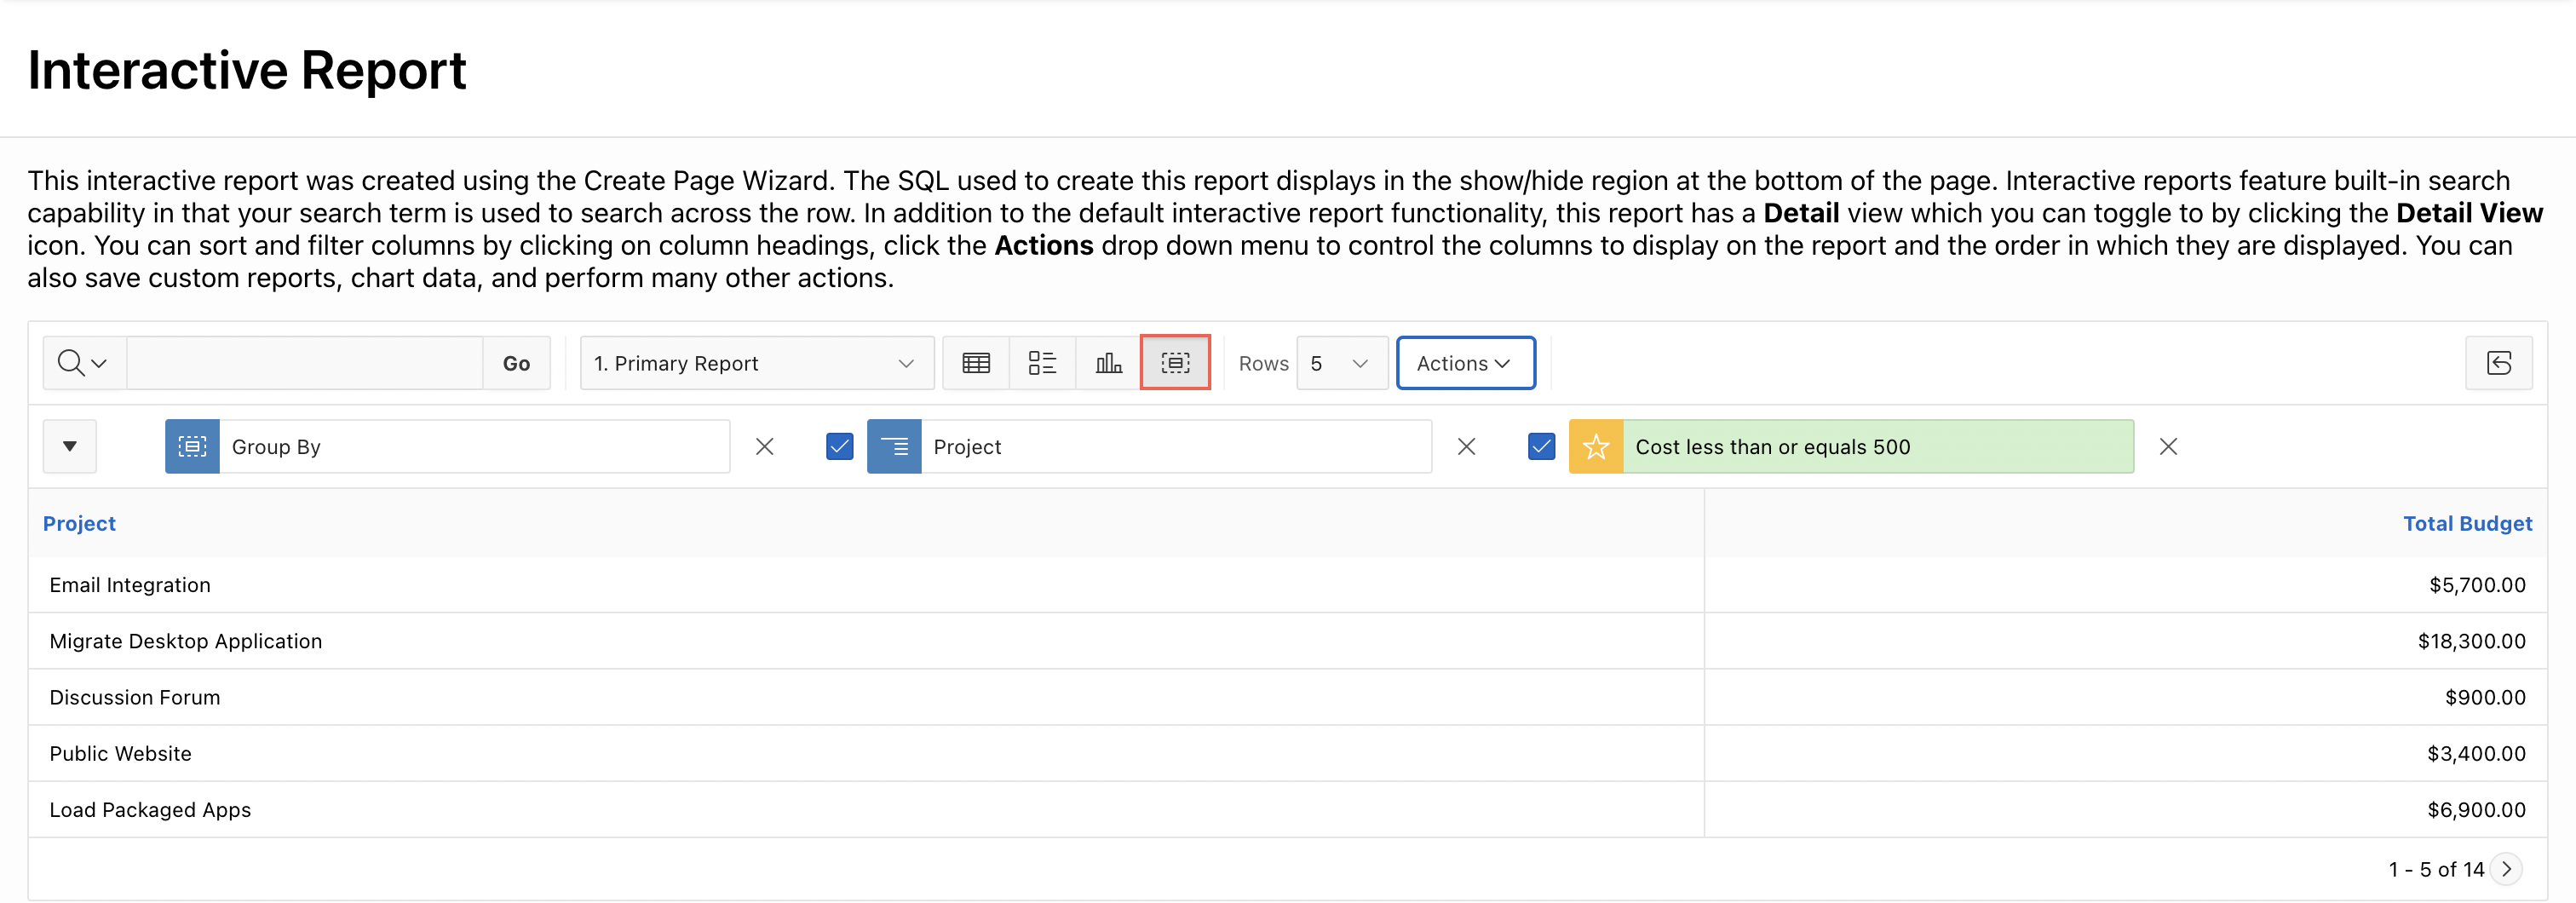 Interactive Report
This interactive report was created using the Create Page Wizard. The SQL used to create this report displays in the show/hide region at the bottom of the page. Interactive reports feature built-in search
capability in that your search term is used to search across the row. In addition to the default interactive report functionality, this report has a Detail view which you can toggle to by clicking the Detail View
icon. You can sort and filter columns by clicking on column headings, click the Actions drop down menu to control the columns to display on the report and the order in which they are displayed. You can
also save custom reports, chart data, and perform many other actions.
Go 1. Primary Report Rows 5 Actions
Group By Project Cost less than or equals 500
Project Total Budget
Email Integration $5,700.00
Migrate Desktop Application $18,300.00
Discussion Forum $900.00
Public Website $3,400.00
Load Packaged Apps $6,900.00
1 - 5 of 14